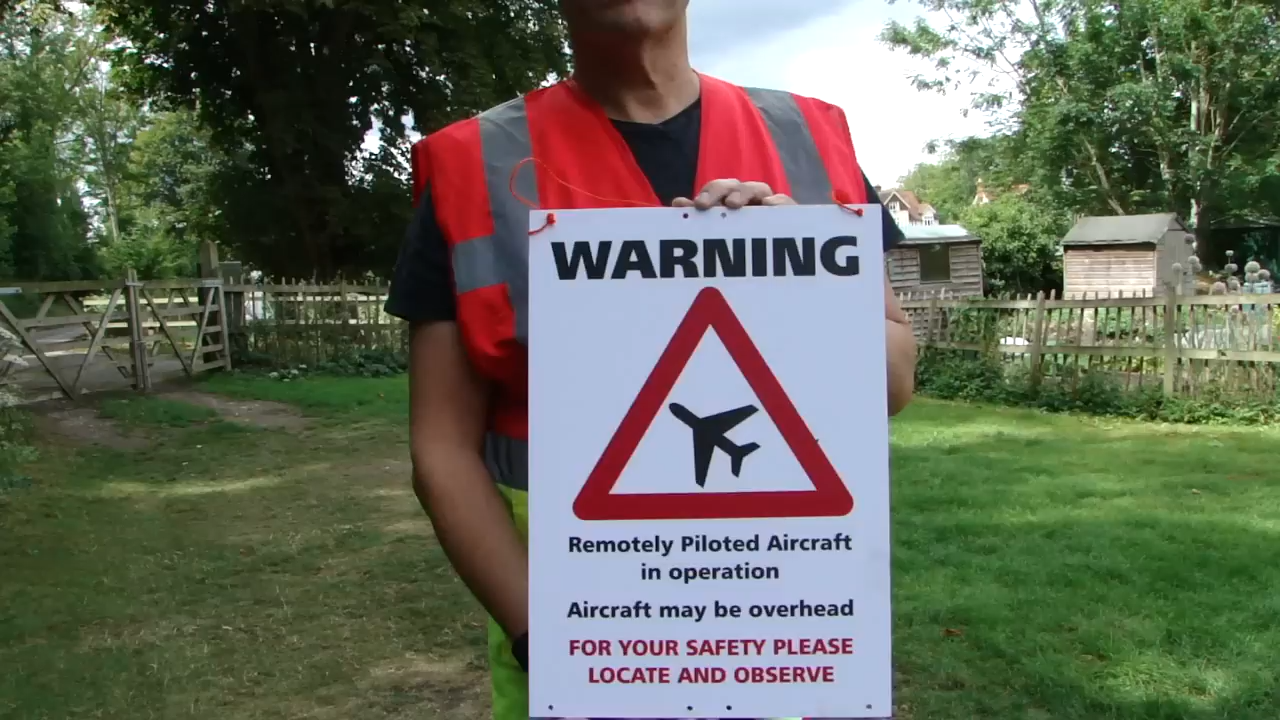 WARNING
Remotely Piloted Aircraft
in operation
Aircraft may be overhead
FOR YOUR SAFETY PLEASE
LOCATE AND OBSERVE